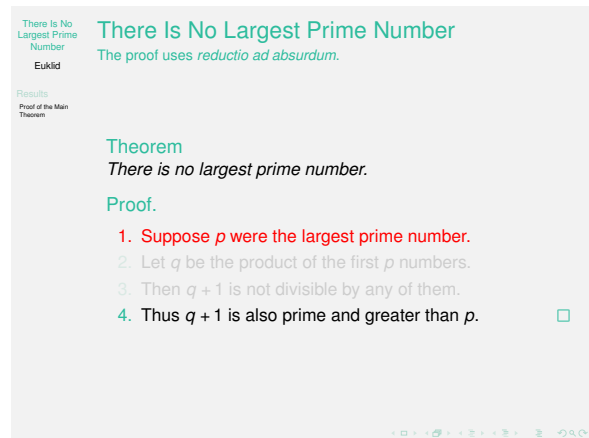 There Is No
Largest Prime
Number
Euklid
Results
Proof of the Main
Theorem
There Is No Largest Prime Number
The proof uses reductio ad absurdum.
Theorem
There is no largest prime number.
Proof.
1. Suppose p were the largest prime number.
2. Let q be the product of the first p numbers.
3. Then q + 1 is not divisible by any of them.
4. Thus q + 1 is also prime and greater than p.